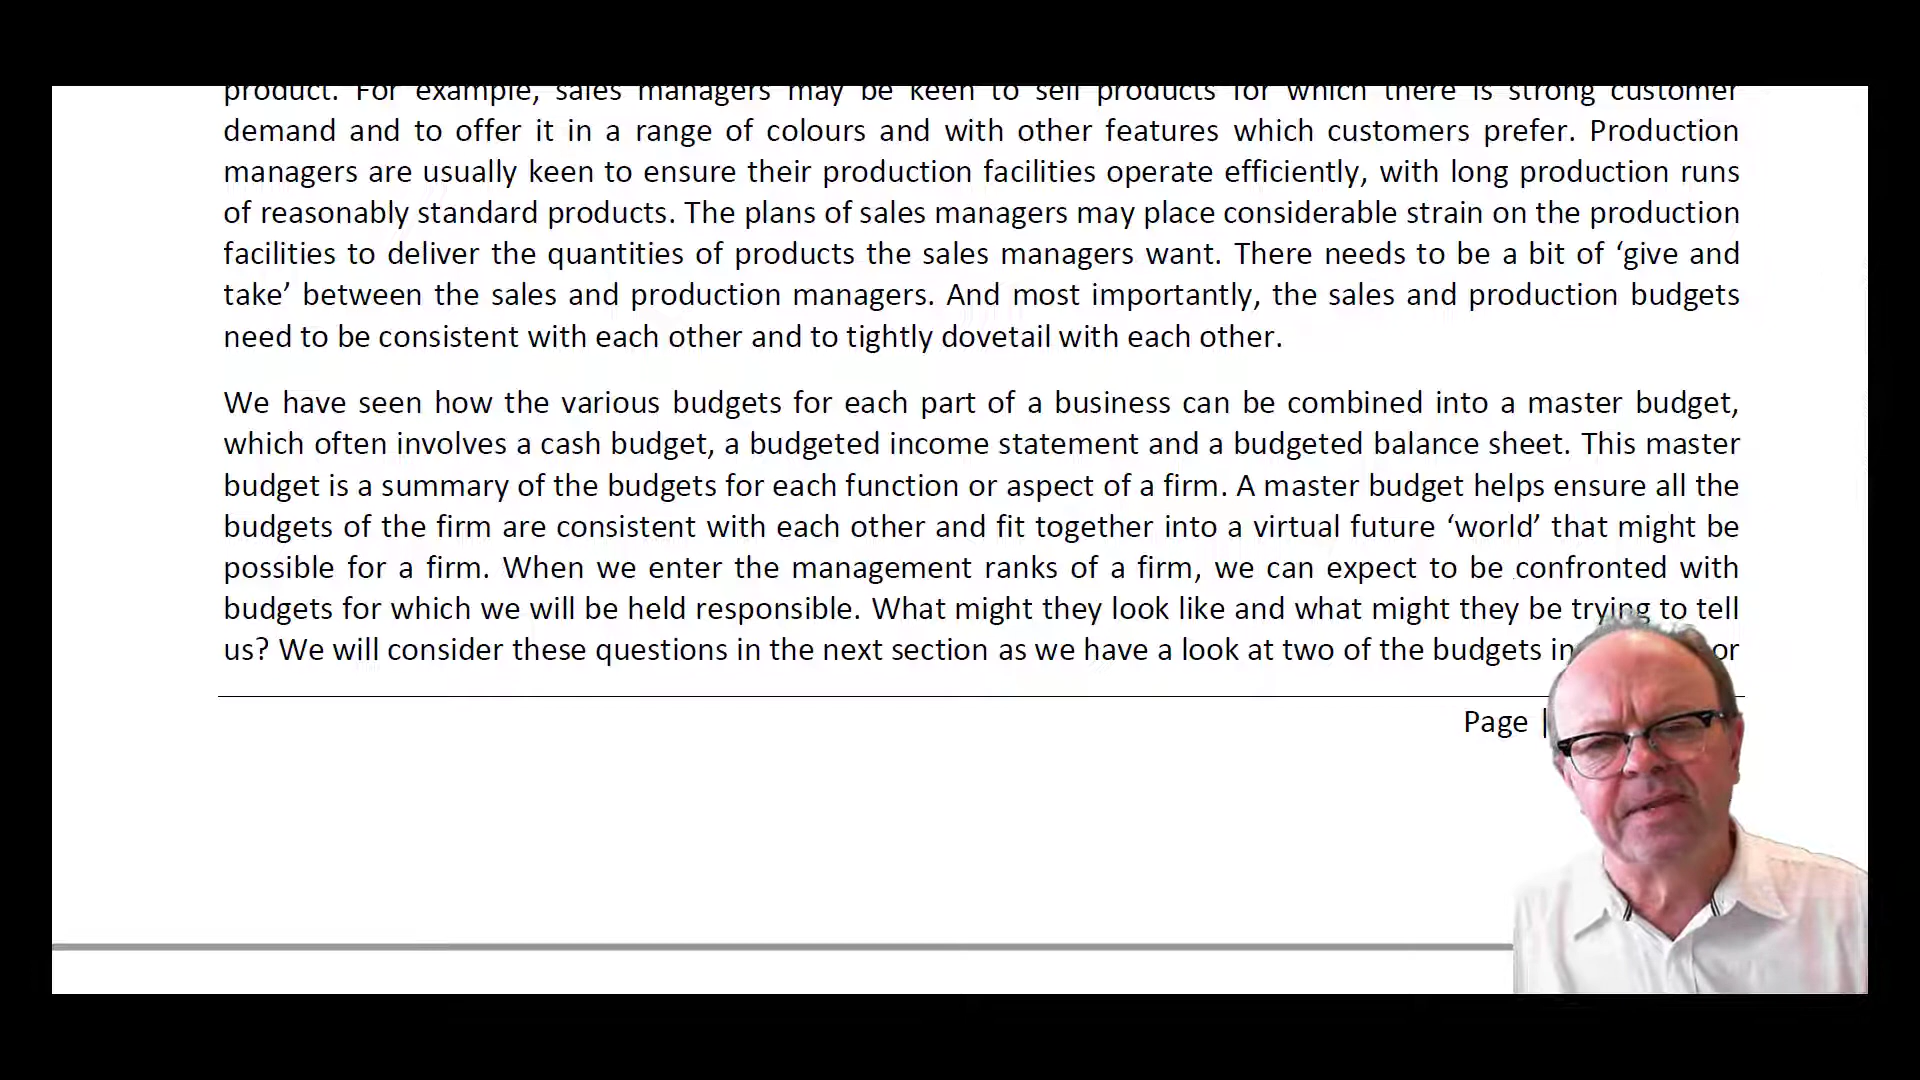 product. For example, sales managers may be keen to sell products for which there is strong customer
demand and to offer it in a range of colours and with other features which customers prefer. Production
managers are usually keen to ensure their production facilities operate efficiently, with long production runs
of reasonably standard products. The plans of sales managers may place considerable strain on the production
facilities to deliver the quantities of products the sales managers want. There needs to be a bit of ‘give and
take’ between the sales and production managers. And most importantly, the sales and production budgets
need to be consistent with each other and to tightly dovetail with each other.
We have seen how the various budgets for each part of a business can be combined into a master budget,
which often involves a cash budget, a budgeted income statement and a budgeted balance sheet. This master
budget is a summary of the budgets for each function or aspect of a firm. A master budget helps ensure all the
budgets of the firm are consistent with each other and fit together into a virtual future ‘world’ that might be
possible for a firm. When we enter the management ranks of a firm, we can expect to be confronted with
budgets for which we will be held responsible. What might they look like and what might they be trying to tell
us? We will consider these questions in the next section as we have a look at two of the budgets in
Page |